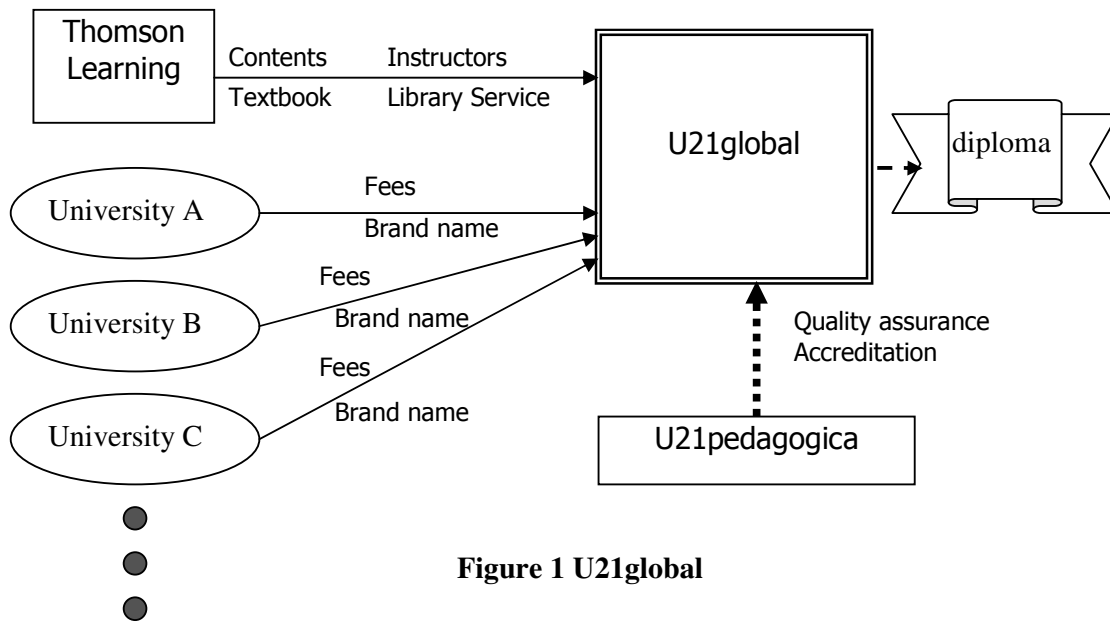 Thomson
Learning
Contents Instructors
Textbook Library Service
U21global
diploma
University A
Fees
Brand name
University B
Fees
Brand name
University C
Fees
Brand name
Quality assurance
Accreditation
U21pedagogica
Figure 1 U21global